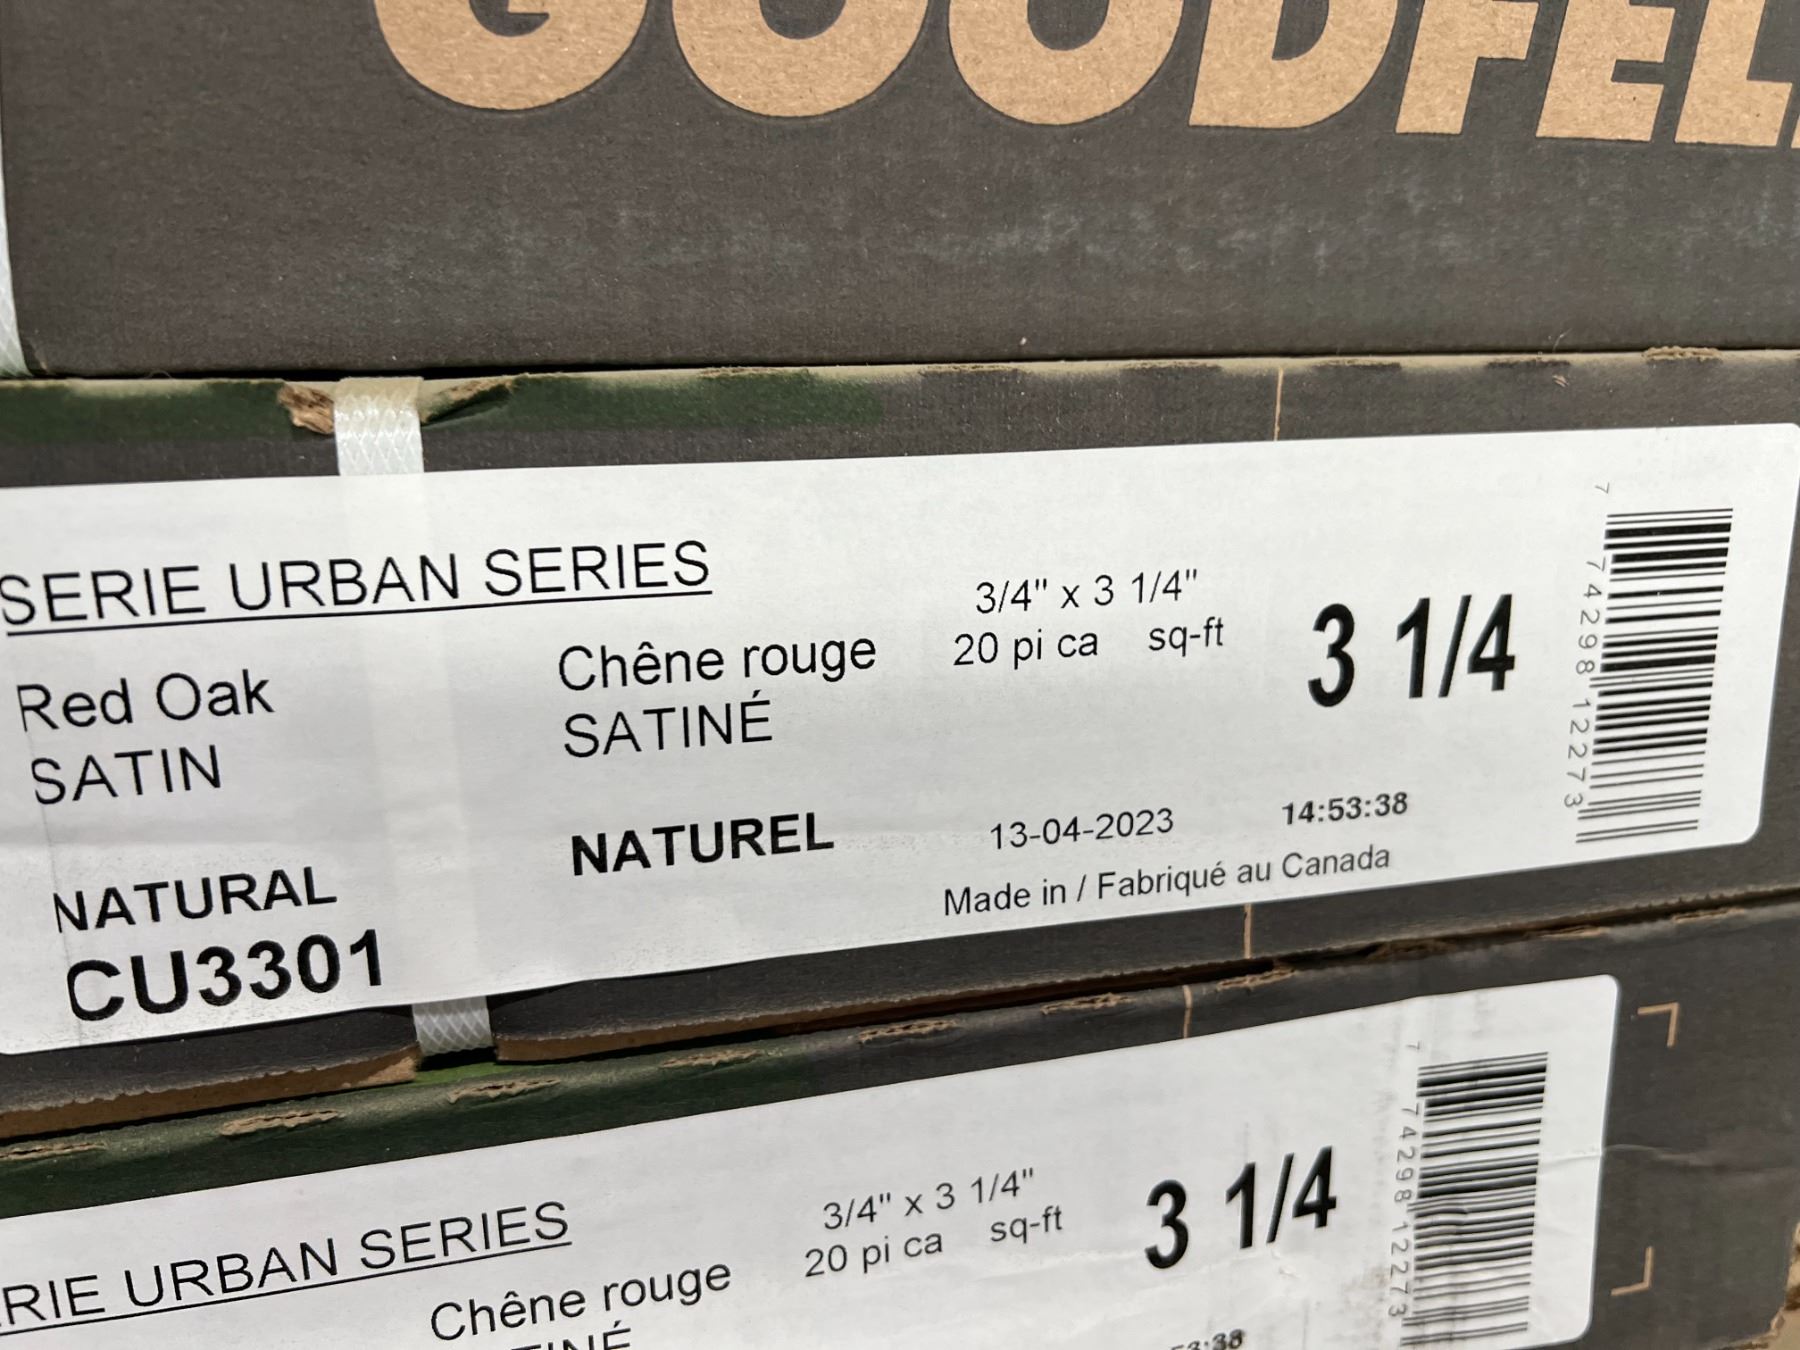 GOODFEL
SERIE URBAN SERIES
Red Oak
SATIN
NATURAL
CU3301
Chêne rouge
SATINÉ
NATUREL
3/4" x 3 1/4"
20 pi ca sq-ft
3 1/4
13-04-2023 14:53:38
Made in / Fabriqué au Canada
7 74298 12273
RIE URBAN SERIES
Chêne rouge
3/4" x 3 1/4"
20 pi ca sq-ft
3 1/4
7 74298 12273